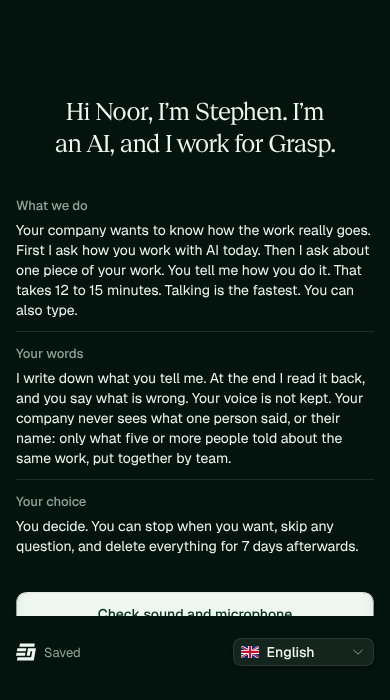 Hi Noor, I'm Stephen. I'm
an AI, and I work for Grasp.
What we do
Your company wants to know how the work really goes.
First I ask how you work with AI today. Then I ask about
one piece of your work. You tell me how you do it. That
takes 12 to 15 minutes. Talking is the fastest. You can
also type.
Your words
I write down what you tell me. At the end I read it back,
and you say what is wrong. Your voice is not kept. Your
company never sees what one person said, or their
name: only what five or more people told about the
same work, put together by team.
Your choice
You decide. You can stop when you want, skip any
question, and delete everything for 7 days afterwards.
Check sound and microphone
Saved
English